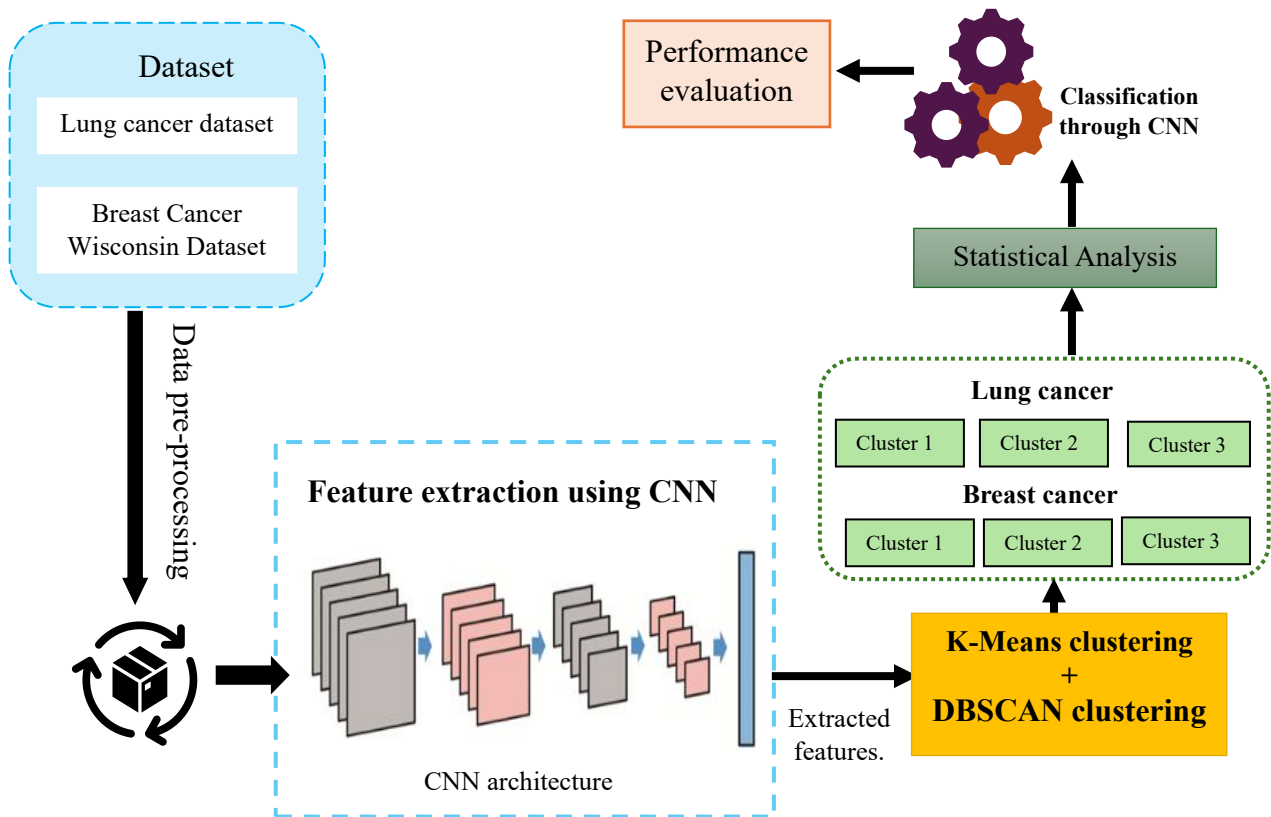 Dataset
Lung cancer dataset
Breast Cancer
Wisconsin Dataset
Data pre-processing
Feature extraction using CNN
CNN architecture
Extracted
features.
K-Means clustering
+
DBSCAN clustering
Lung cancer
Cluster 1
Cluster 2
Cluster 3
Breast cancer
Cluster 1
Cluster 2
Cluster 3
Statistical Analysis
Classification
through CNN
Performance
evaluation